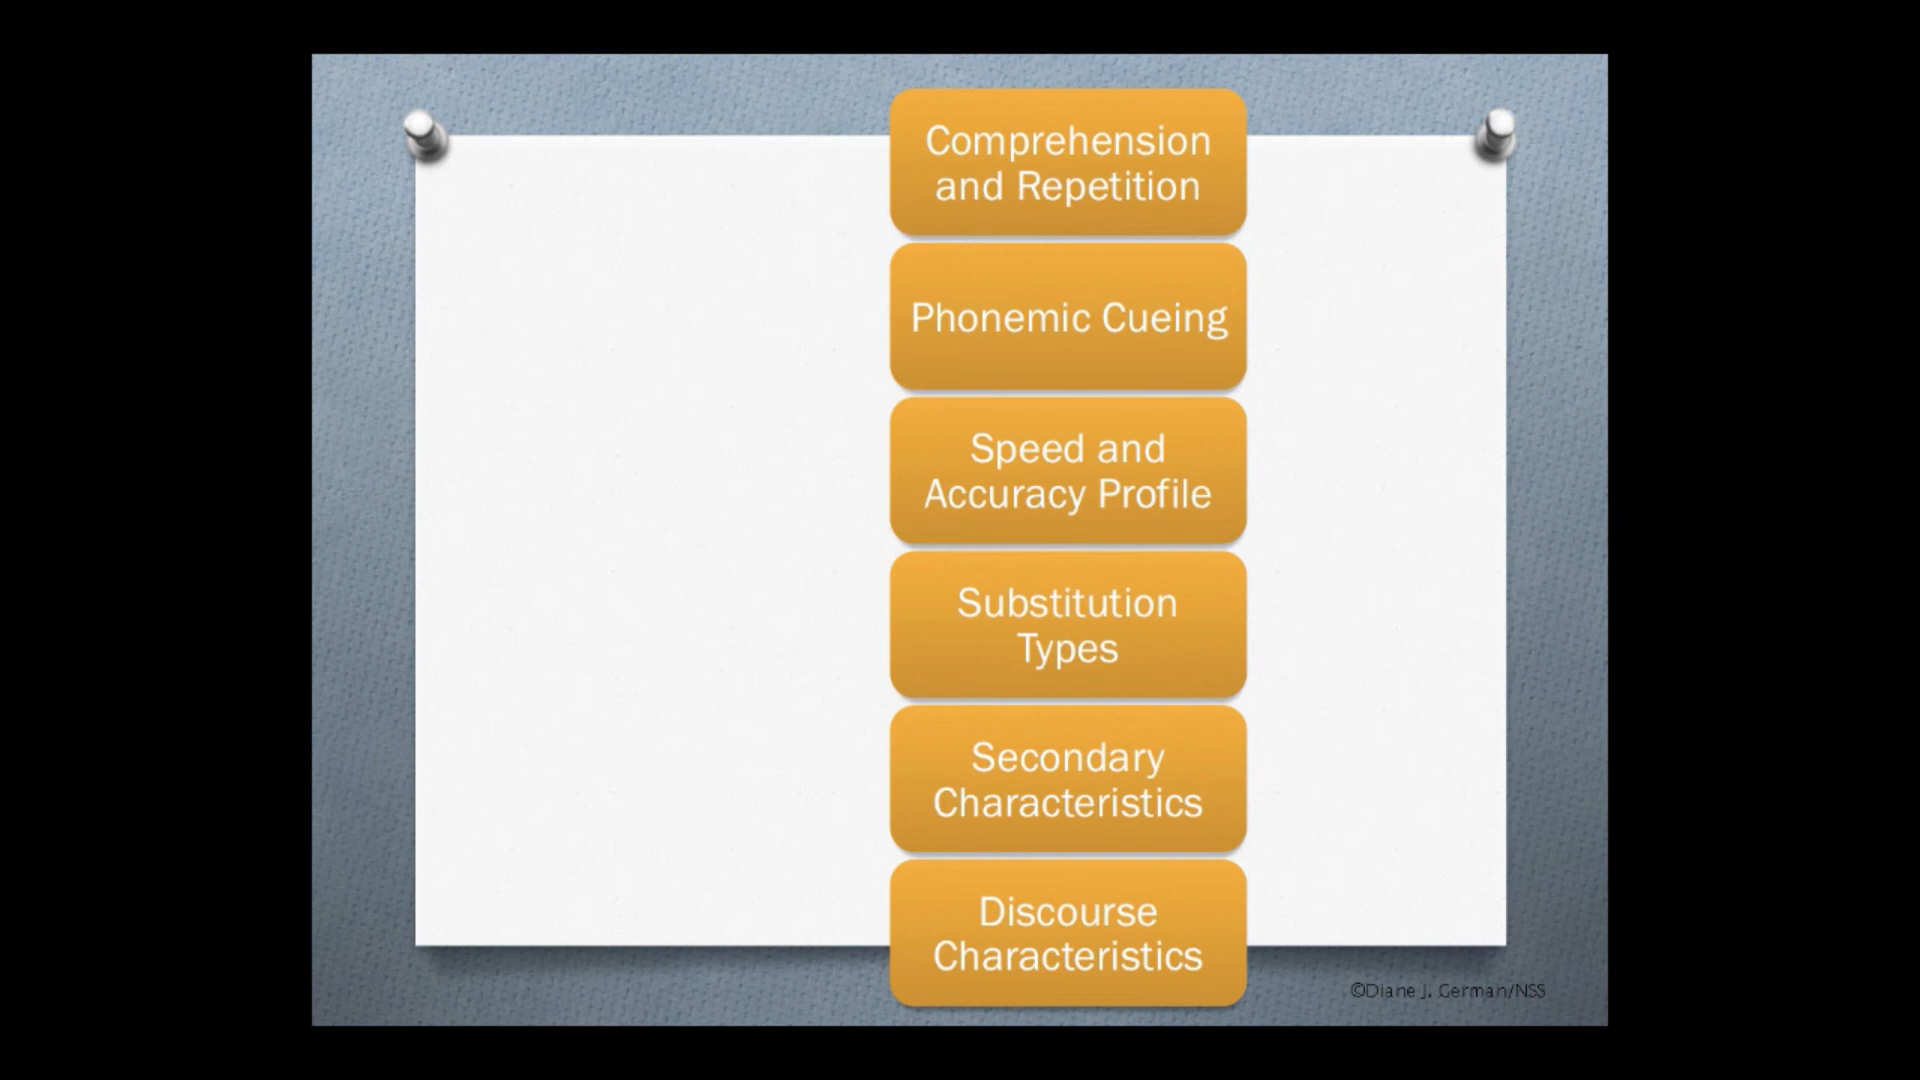 Comprehension
and Repetition
Phonemic Cueing
Speed and
Accuracy Profile
Substitution
Types
Secondary
Characteristics
Discourse
Characteristics
©Diane J. German/NSS